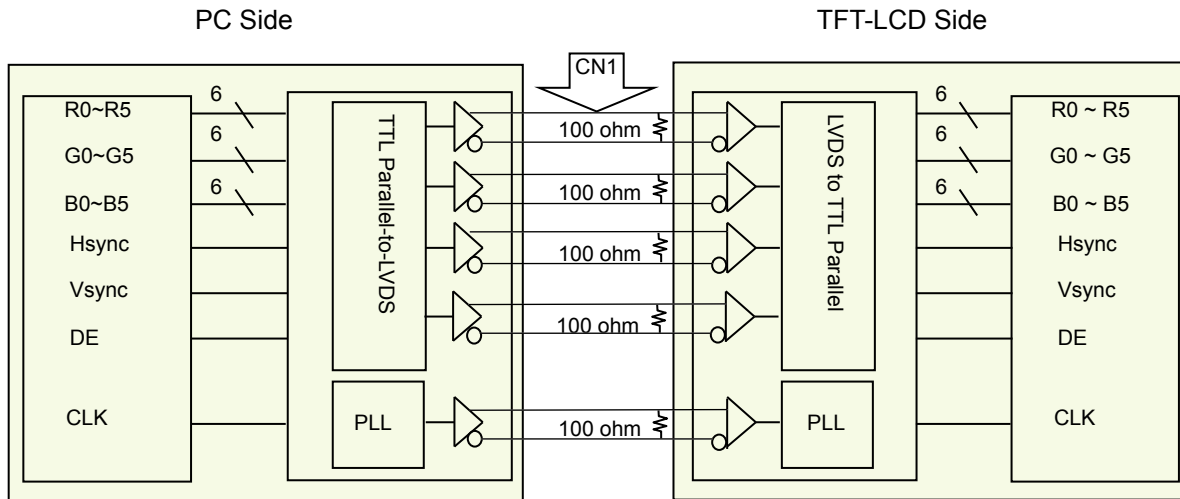 PC Side
TFT-LCD Side
CN1
R0~R5
6
G0~G5
6
B0~B5
6
Hsync
Vsync
DE
CLK
TTL Parallel-to-LVDS
PLL
100 ohm
100 ohm
100 ohm
100 ohm
100 ohm
LVDS to TTL Parallel
PLL
6
R0 ~ R5
6
G0 ~ G5
6
B0 ~ B5
Hsync
Vsync
DE
CLK